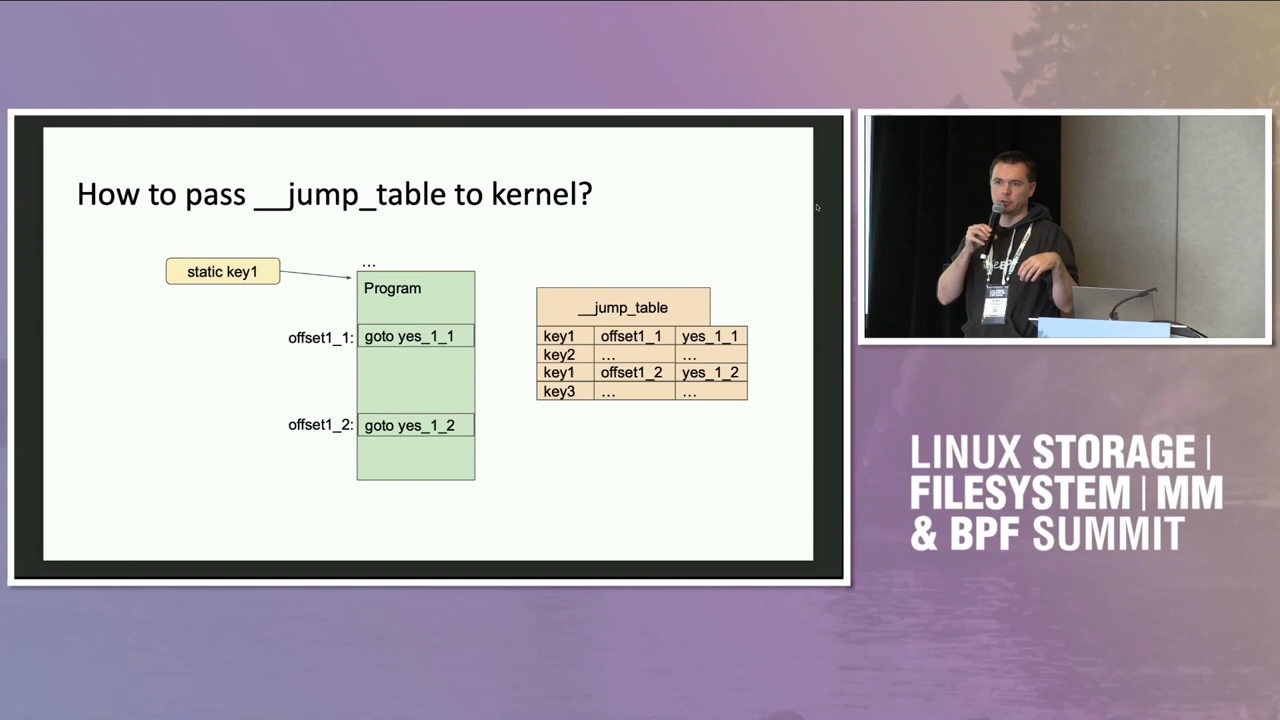 How to pass __jump_table to kernel?
static key1
...
Program
offset1_1:
goto yes_1_1
offset1_2:
goto yes_1_2
__jump_table
key1 offset1_1 yes_1_1
key2 ... ...
key1 offset1_2 yes_1_2
key3 ... ...
LINUX STORAGE |
FILESYSTEM | MM
& BPF SUMMIT